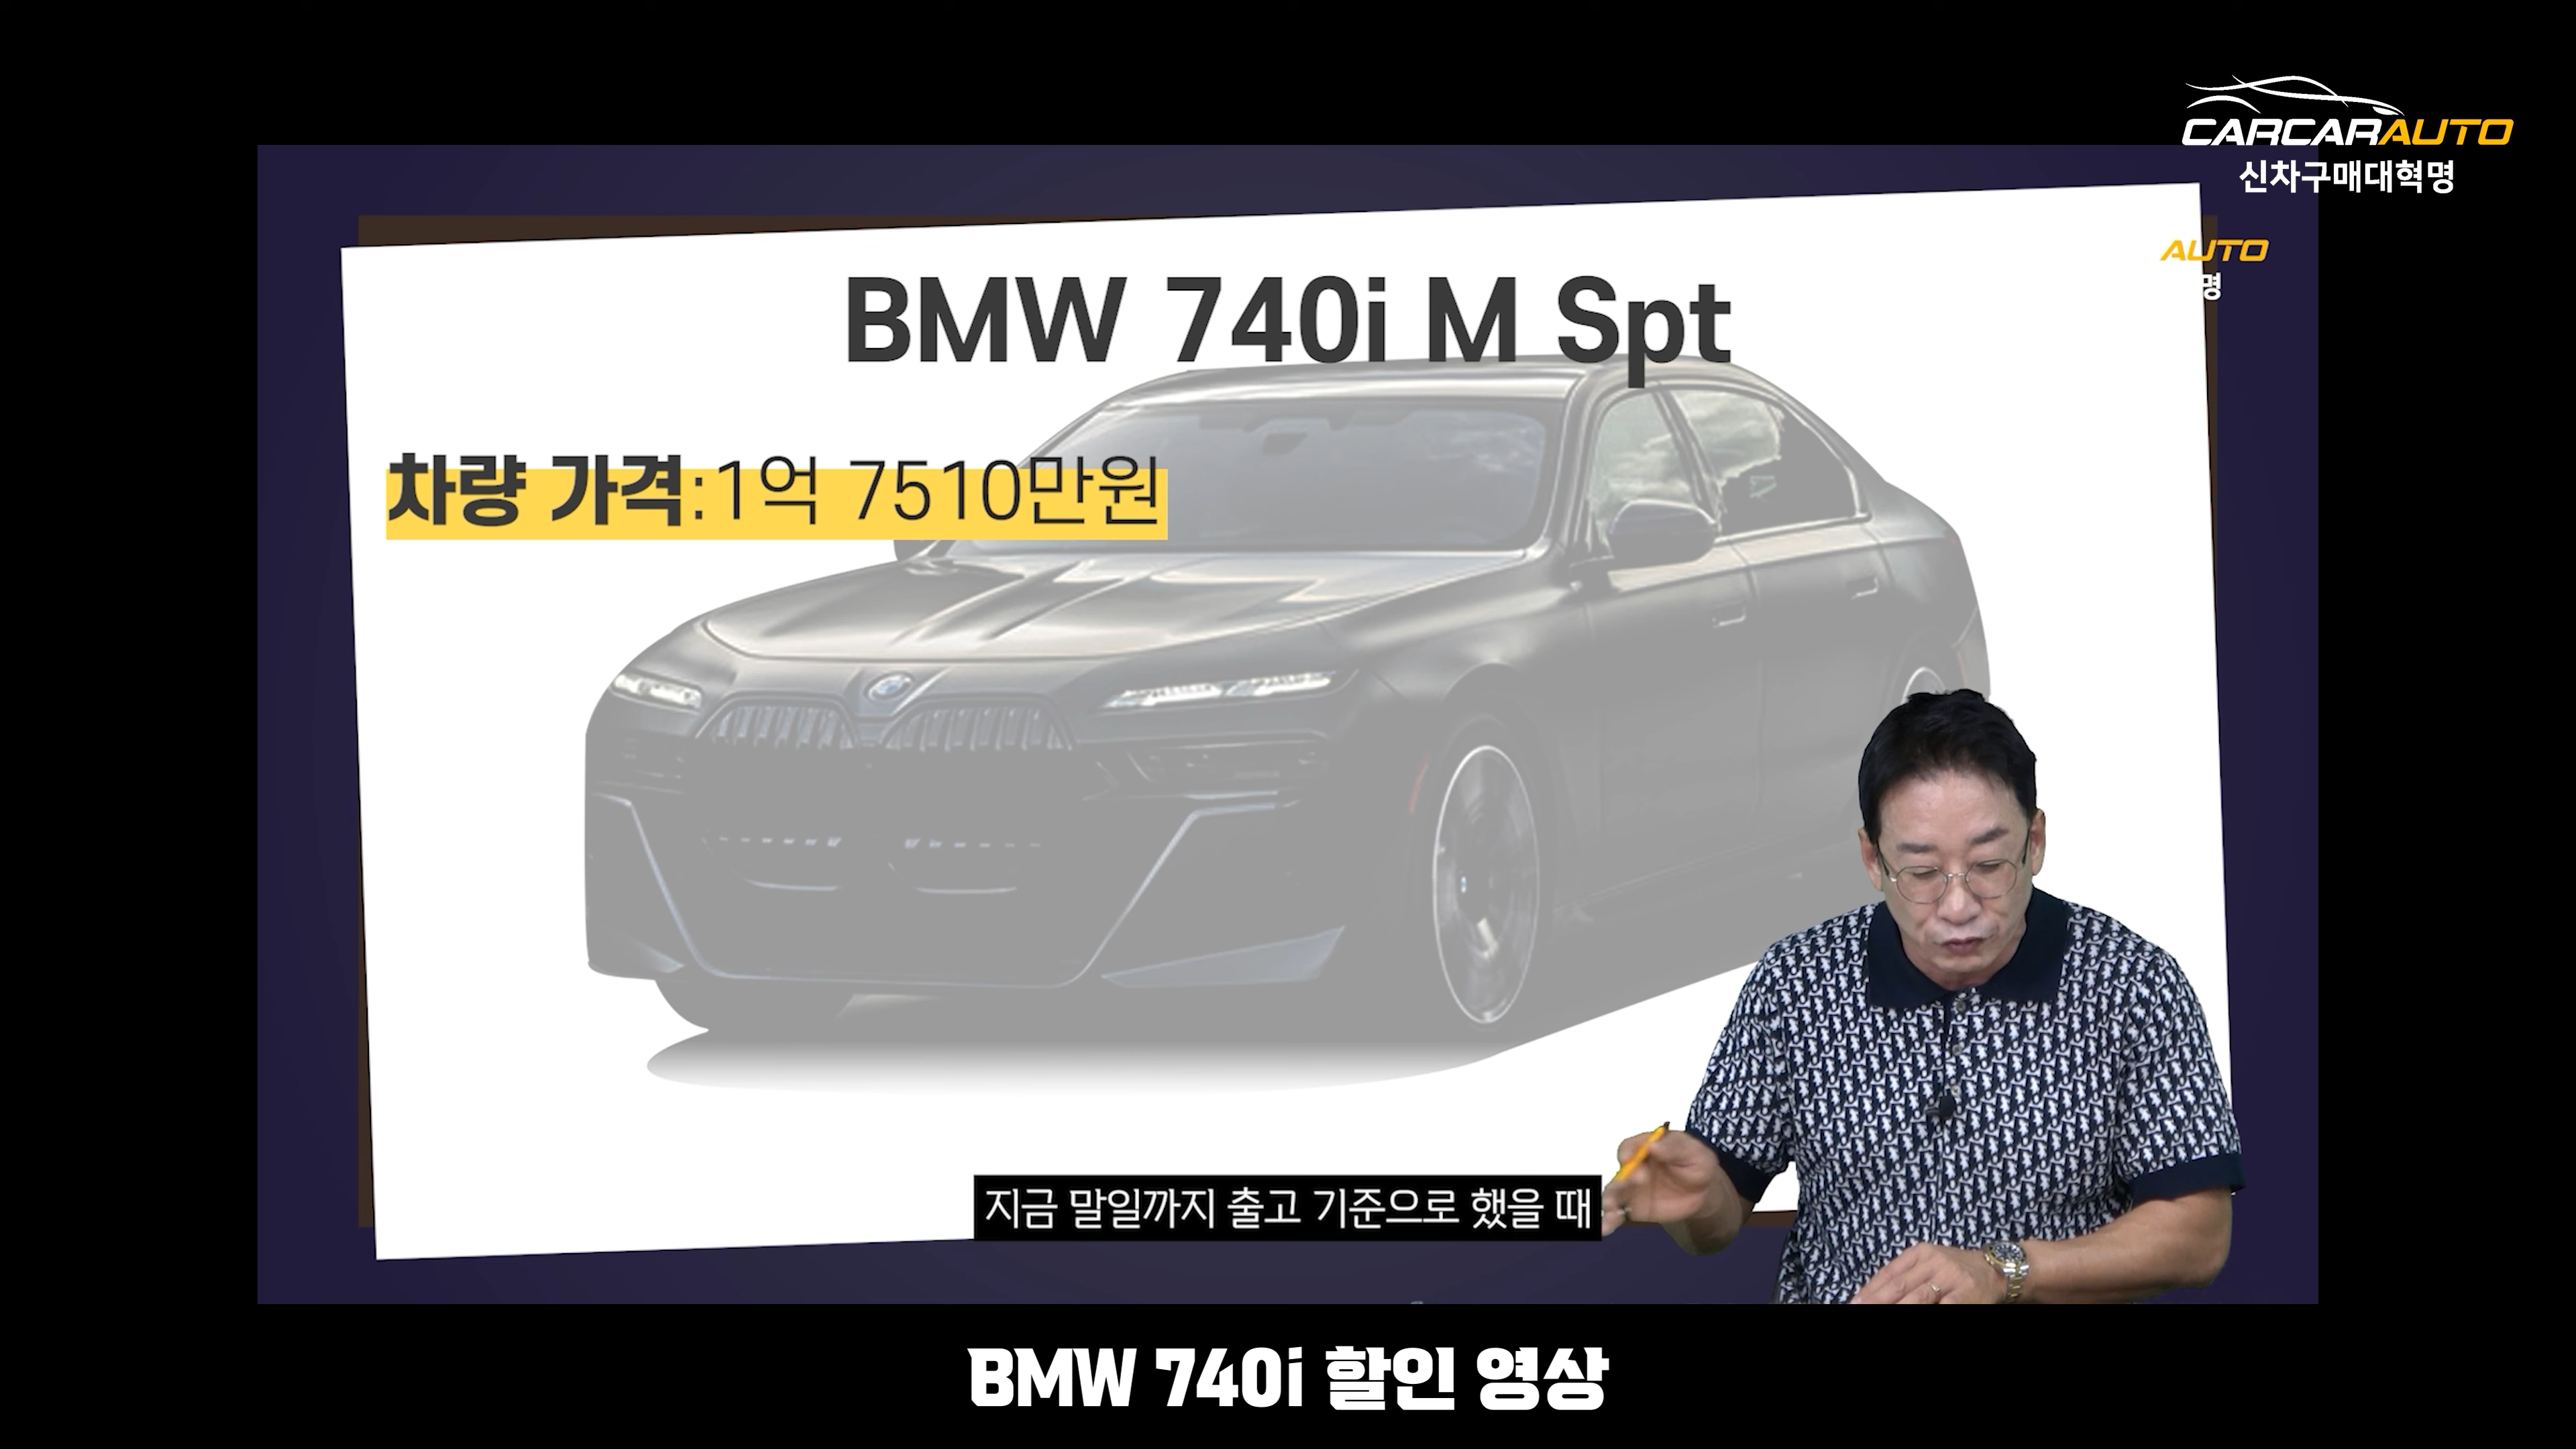 CARCARAUTO
신차구매대혁명
AUTO
명
BMW 740i M Spt
차량 가격:1억 7510만원
지금 말일까지 출고 기준으로 했을 때
BMW 740i 할인 영상